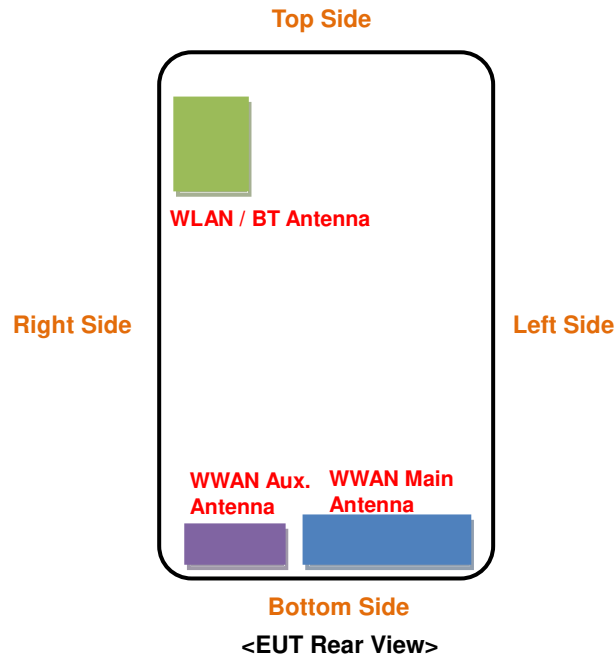 Top Side
WLAN / BT Antenna
Right Side
Left Side
WWAN Aux.
Antenna
WWAN Main
Antenna
Bottom Side
<EUT Rear View>